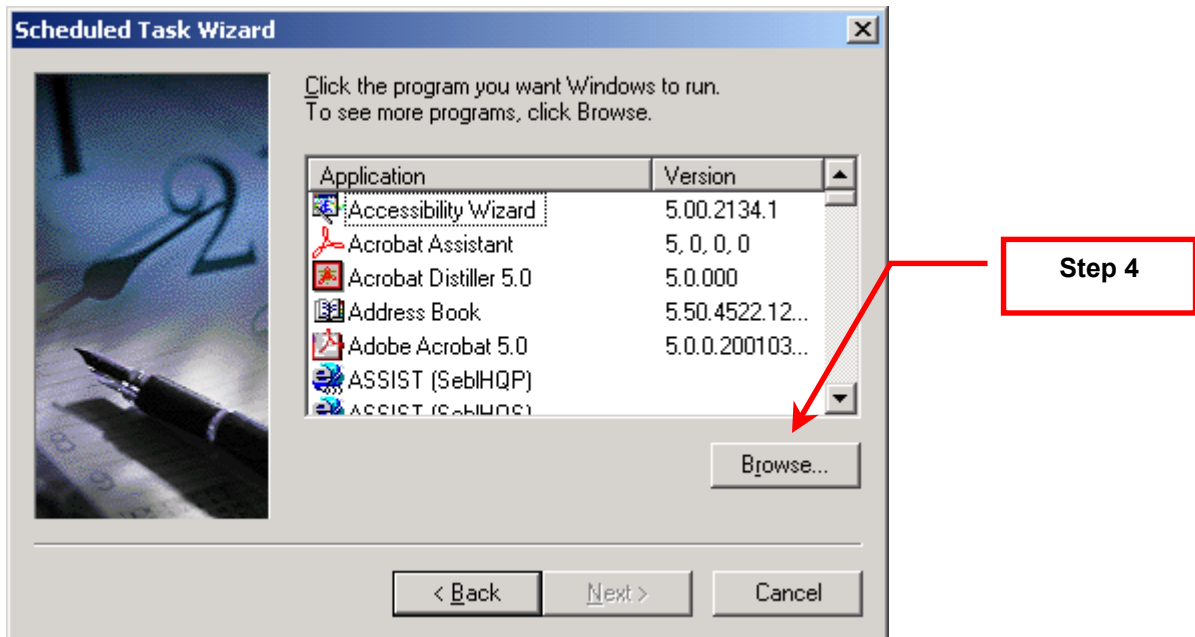 Scheduled Task Wizard
Click the program you want Windows to run.
To see more programs, click Browse.
Application Version
Accessibility Wizard 5.00.2134.1
Acrobat Assistant 5, 0, 0, 0
Acrobat Distiller 5.0 5.0.000
Address Book 5.50.4522.12...
Adobe Acrobat 5.0 5.0.0.200103...
ASSIST (SeblHQP)
ASSIST (SeblHQS)
Step 4
Browse...
< Back Next > Cancel